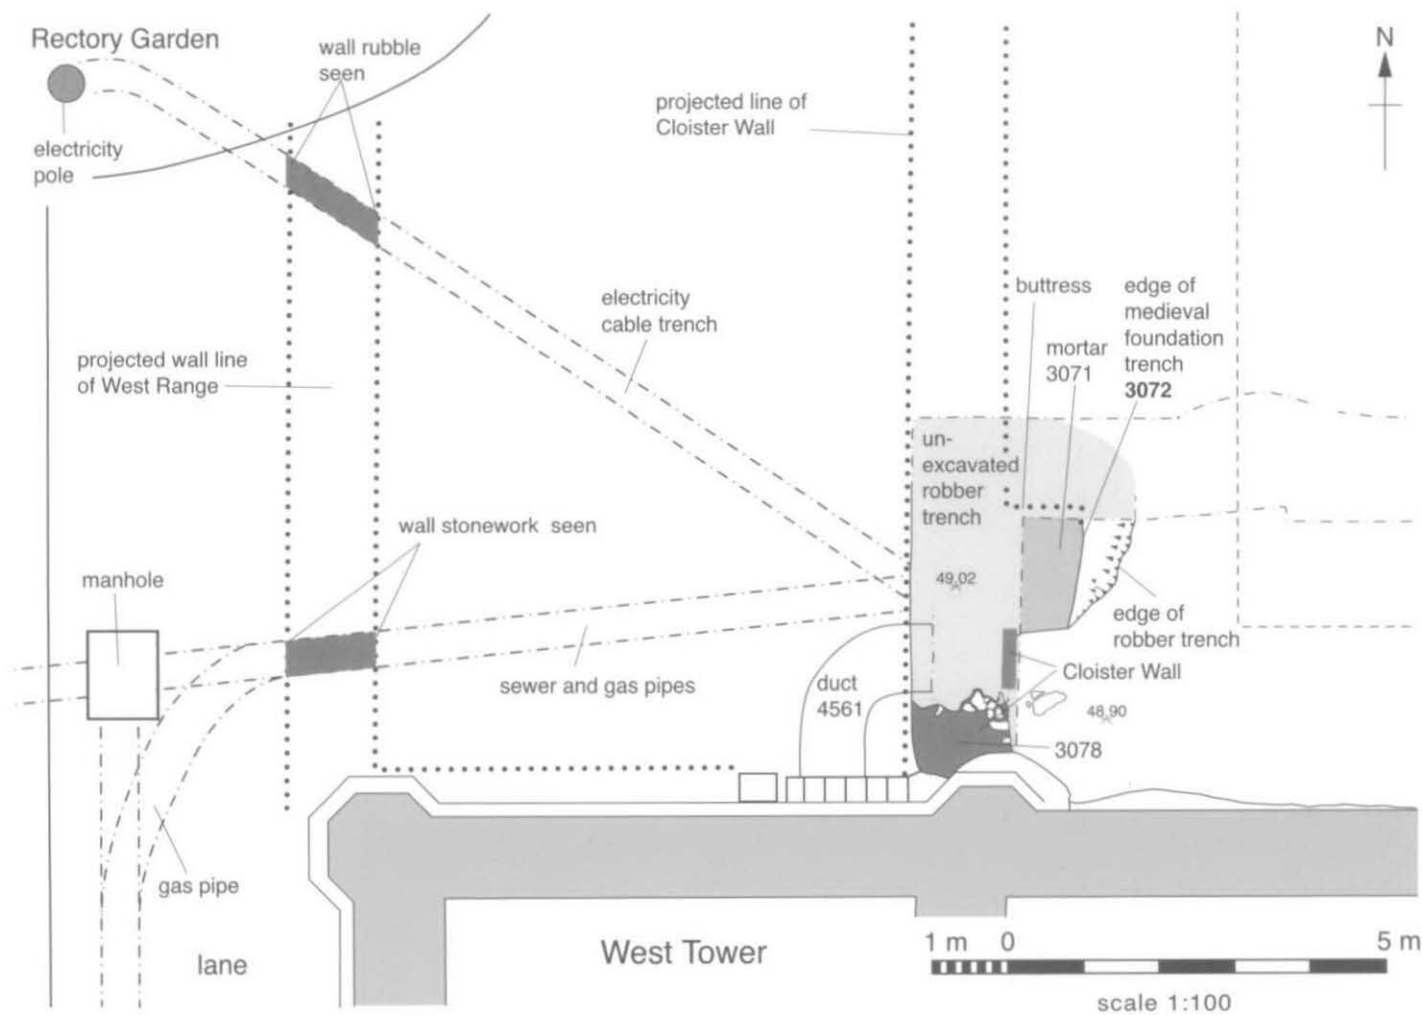 Rectory Garden
wall rubble
seen
projected line of
Cloister Wall
N
electricity
pole
electricity
cable trench
projected wall line
of West Range
buttress
edge of
medieval
foundation
trench
3072
mortar
3071
un-
excavated
robber
trench
wall stonework seen
manhole
49.02
edge of
robber trench
Cloister Wall
sewer and gas pipes
duct
4561
48.90
3078
gas pipe
lane
West Tower
1 m 0 5 m
scale 1:100